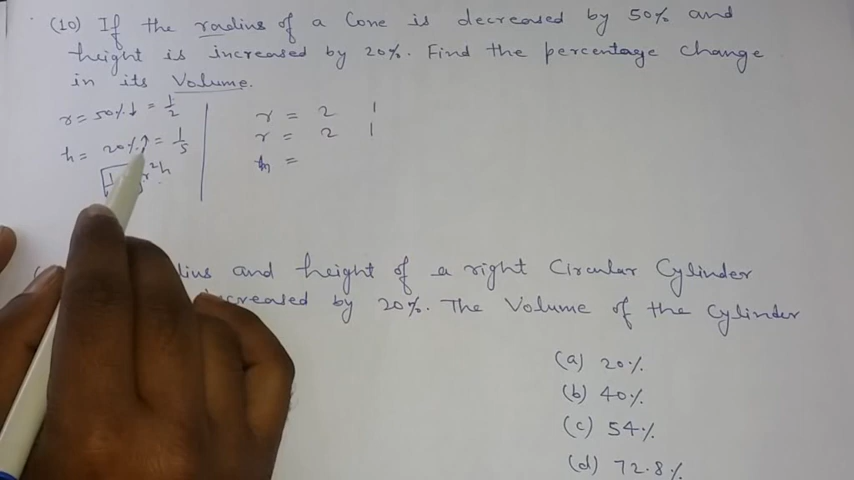 (10) If the radius of a Cone is decreased by 50% and
height is increased by 20%. Find the percentage change
in its Volume.
r = 50%↓ = 1/2
h = 20%↑ = 1/5
r²h
r = 2 1
r = 2 1
h =
and height of a right Circular Cylinder
by 20%. The Volume of the Cylinder
(a) 20%
(b) 40%
(c) 54%
(d) 72.8%